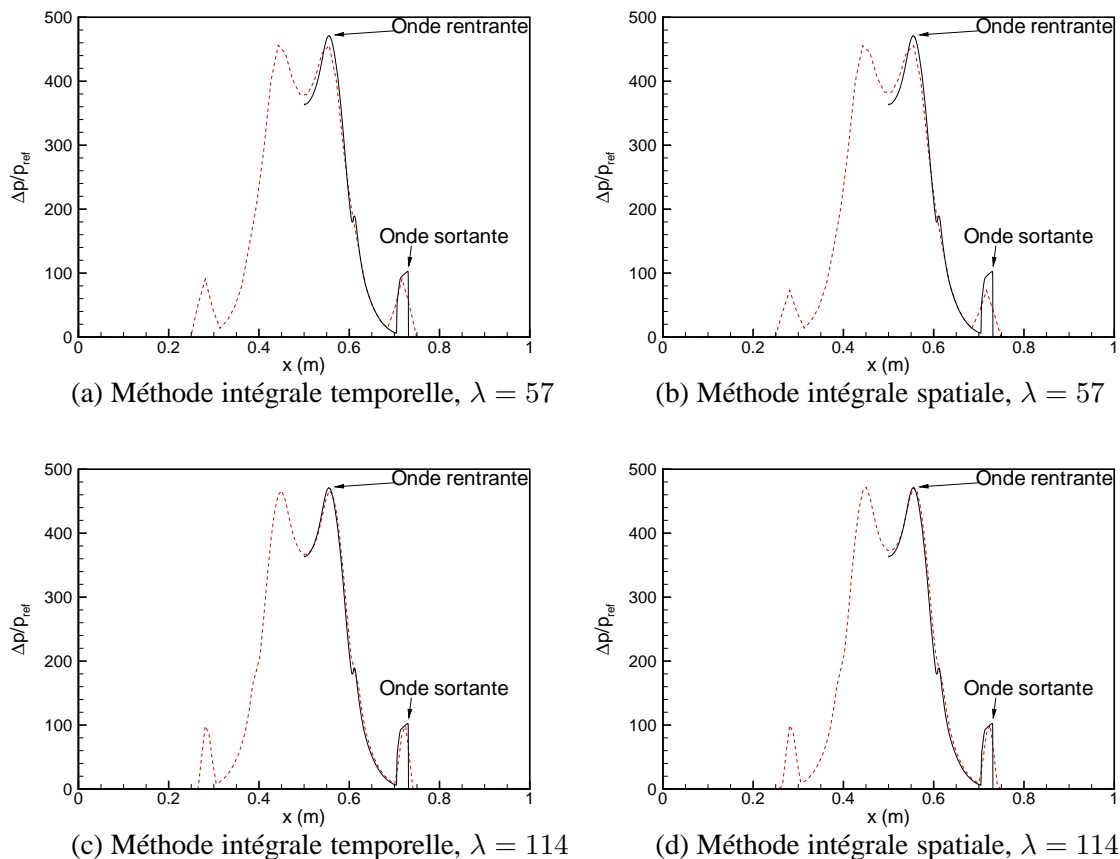 500
400
300
200
100
0
Δp/p_ref
Onde rentrante
Onde sortante
0 0.2 0.4 0.6 0.8 1
x (m)
(a) Méthode intégrale temporelle, λ = 57
500
400
300
200
100
0
Δp/p_ref
Onde rentrante
Onde sortante
0 0.2 0.4 0.6 0.8 1
x (m)
(b) Méthode intégrale spatiale, λ = 57
500
400
300
200
100
0
Δp/p_ref
Onde rentrante
Onde sortante
0 0.2 0.4 0.6 0.8 1
x (m)
(c) Méthode intégrale temporelle, λ = 114
500
400
300
200
100
0
Δp/p_ref
Onde rentrante
Onde sortante
0 0.2 0.4 0.6 0.8 1
x (m)
(d) Méthode intégrale spatiale, λ = 114